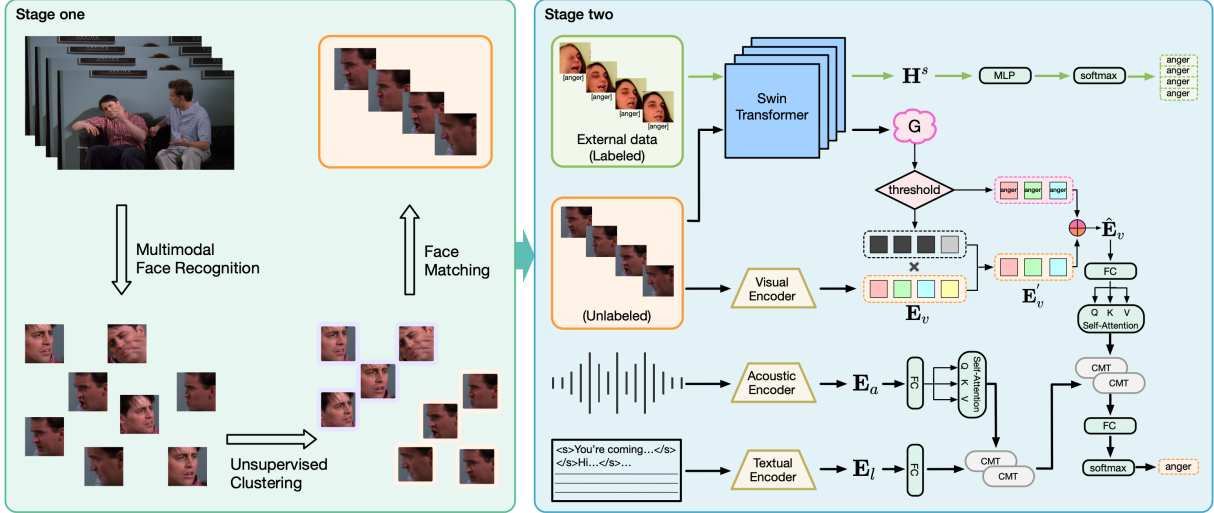 Stage one
Multimodal
Face Recognition
Face
Matching
Unsupervised
Clustering
Stage two
[anger]
[anger]
[anger]
[anger]
External data
(Labeled)
Swin
Transformer
H^s
MLP
softmax
anger
anger
anger
anger
G
threshold
anger
anger
anger
Ê_v
(Unlabeled)
Visual
Encoder
E_v
E'_v
FC
Q K V
Self-Attention
Acoustic
Encoder
E_a
FC
Q K V
Self-Attention
CMT
CMT
<s>You're coming...</s>
</s>Hi...</s>...
Textual
Encoder
E_l
FC
CMT
CMT
FC
softmax
anger